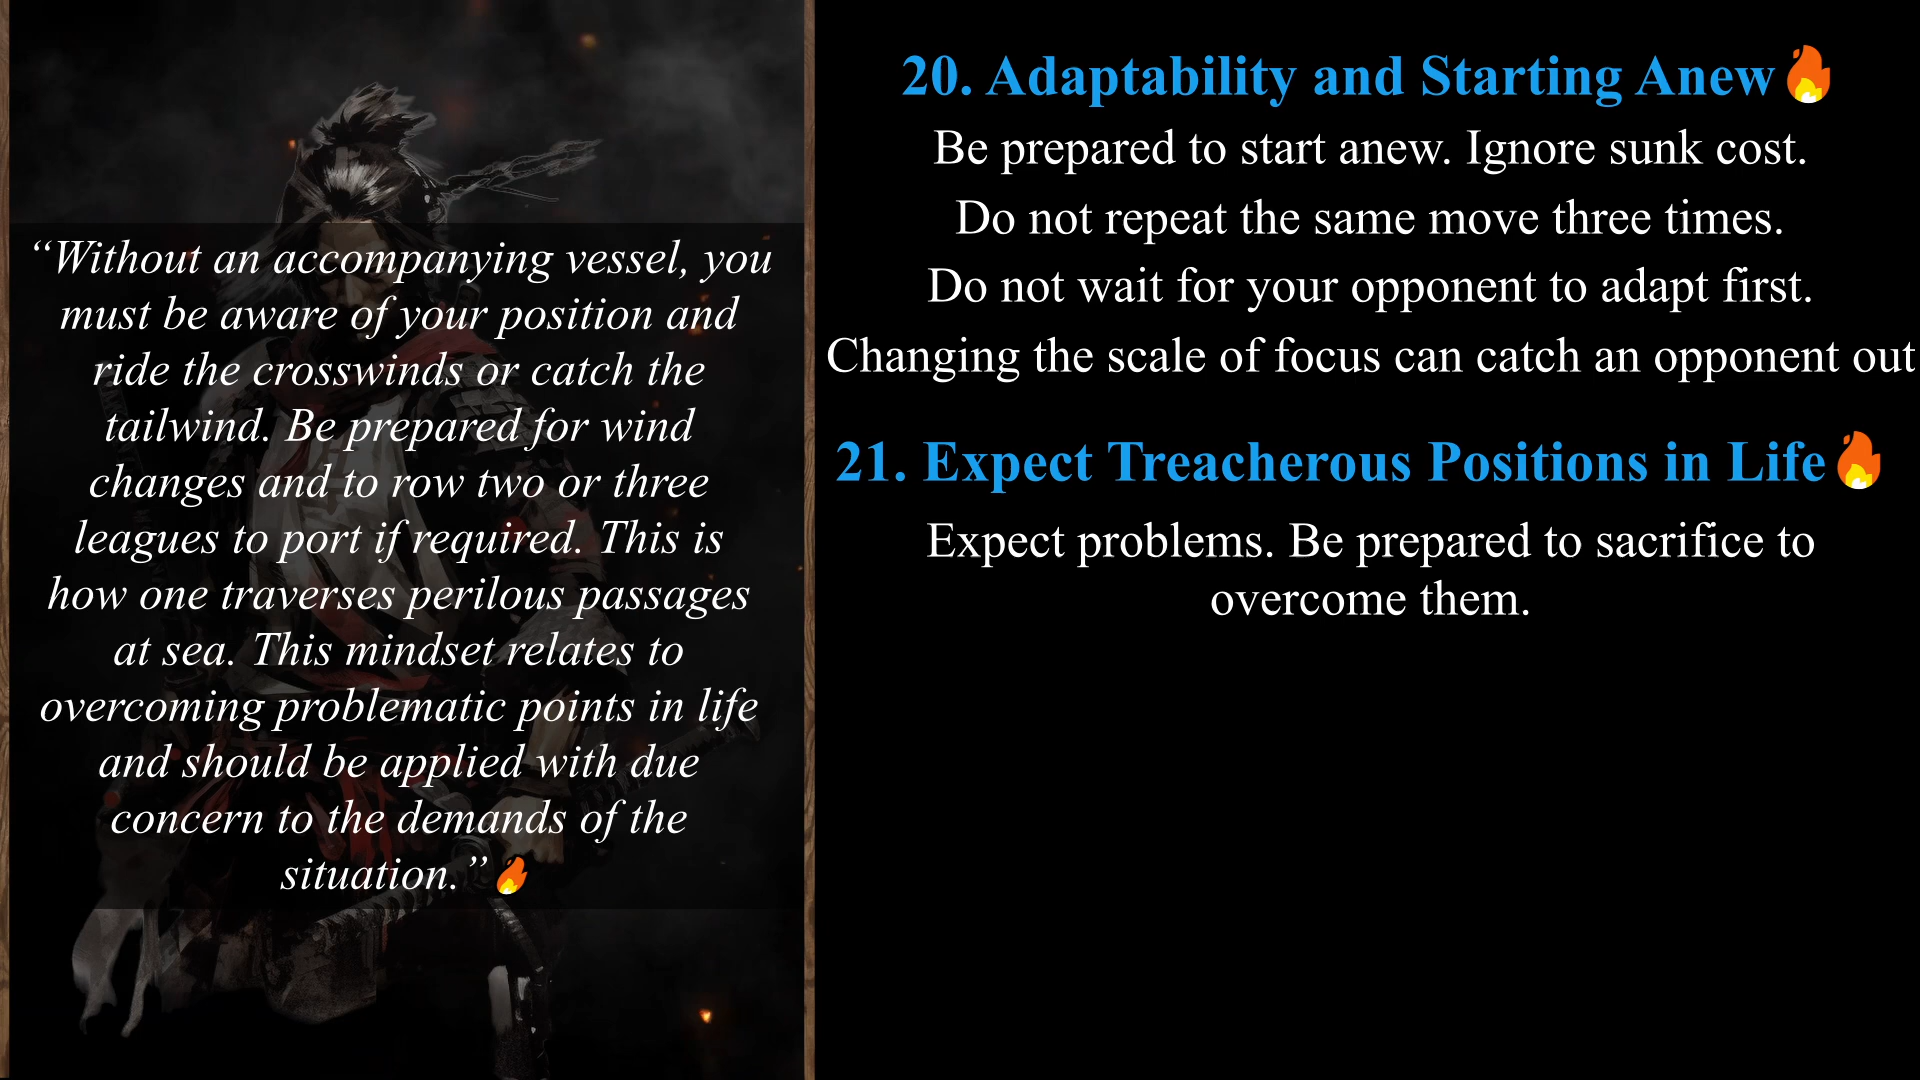 “Without an accompanying vessel, you
must be aware of your position and
ride the crosswinds or catch the
tailwind. Be prepared for wind
changes and to row two or three
leagues to port if required. This is
how one traverses perilous passages
at sea. This mindset relates to
overcoming problematic points in life
and should be applied with due
concern to the demands of the
situation.”🔥
20. Adaptability and Starting Anew🔥
Be prepared to start anew. Ignore sunk cost.
Do not repeat the same move three times.
Do not wait for your opponent to adapt first.
Changing the scale of focus can catch an opponent out
21. Expect Treacherous Positions in Life🔥
Expect problems. Be prepared to sacrifice to
overcome them.